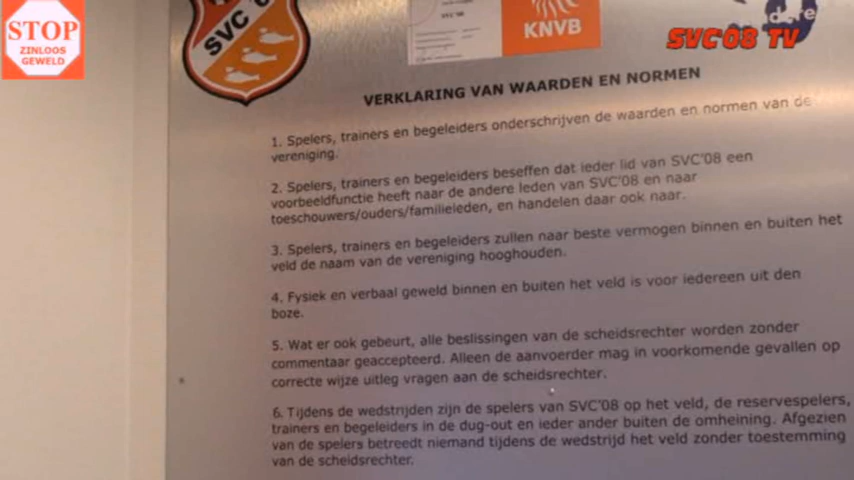 STOP
ZINLOOS
GEWELD
SVC'0
SVC '08
KNVB
SVC'08 TV
VERKLARING VAN WAARDEN EN NORMEN
1. Spelers, trainers en begeleiders onderschrijven de waarden en normen van de
vereniging.
2. Spelers, trainers en begeleiders beseffen dat ieder lid van SVC'08 een
voorbeeldfunctie heeft naar de andere leden van SVC'08 en naar
toeschouwers/ouders/familieleden, en handelen daar ook naar.
3. Spelers, trainers en begeleiders zullen naar beste vermogen binnen en buiten het
veld de naam van de vereniging hooghouden.
4. Fysiek en verbaal geweld binnen en buiten het veld is voor iedereen uit den
boze.
5. Wat er ook gebeurt, alle beslissingen van de scheidsrechter worden zonder
commentaar geaccepteerd. Alleen de aanvoerder mag in voorkomende gevallen op
correcte wijze uitleg vragen aan de scheidsrechter.
6. Tijdens de wedstrijden zijn de spelers van SVC'08 op het veld, de reservespelers,
trainers en begeleiders in de dug-out en ieder ander buiten de omheining. Afgezien
van de spelers betreedt niemand tijdens de wedstrijd het veld zonder toestemming
van de scheidsrechter.